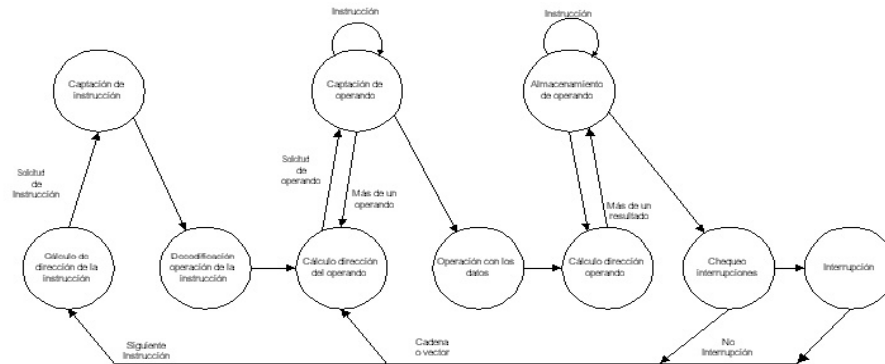 Instrucción
Instrucción
Captación de
instrucción
Captación de
operando
Almacenamiento
de operando
Solicitud
de
Instrucción
Solicitud
de
operando
Más de un
operando
Más de un
resultado
Cálculo de
dirección de la
instrucción
Decodificación
operación de la
instrucción
Cálculo dirección
del operando
Operación con los
datos
Cálculo dirección
operando
Chequeo
interrupciones
Interrupción
Siguiente
Instrucción
Cadena
o vector
No
Interrupción